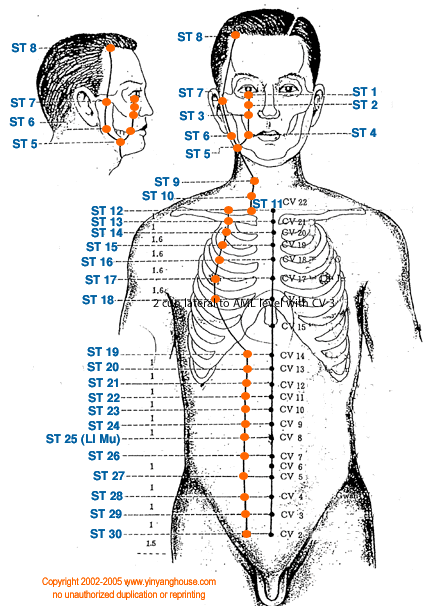 ST 8
ST 7
ST 6
ST 5
ST 8
ST 7
ST 3
ST 6
ST 5
ST 1
ST 2
ST 4
ST 9
ST 10
ST 11
CV 22
ST 12
ST 13
CV 21
1
ST 14
CV 20
1.6
ST 15
CV 19
1.6
ST 16
CV 18
1.6
ST 17
CV 17
1.6
ST 18
2 cun lateral to AML level with CV 3
CV 15
ST 19
CV 14
1
ST 20
CV 13
1
ST 21
CV 12
1
ST 22
CV 11
1
ST 23
CV 10
1
ST 24
CV 9
1
ST 25 (LI Mu)
CV 8
ST 26
CV 7
1
CV 6
ST 27
CV 5
1
ST 28
CV 4
1
ST 29
CV 3
1
ST 30
CV 2
1.5
Copyright 2002-2005 www.yinyanghouse.com
no unauthorized duplication or reprinting